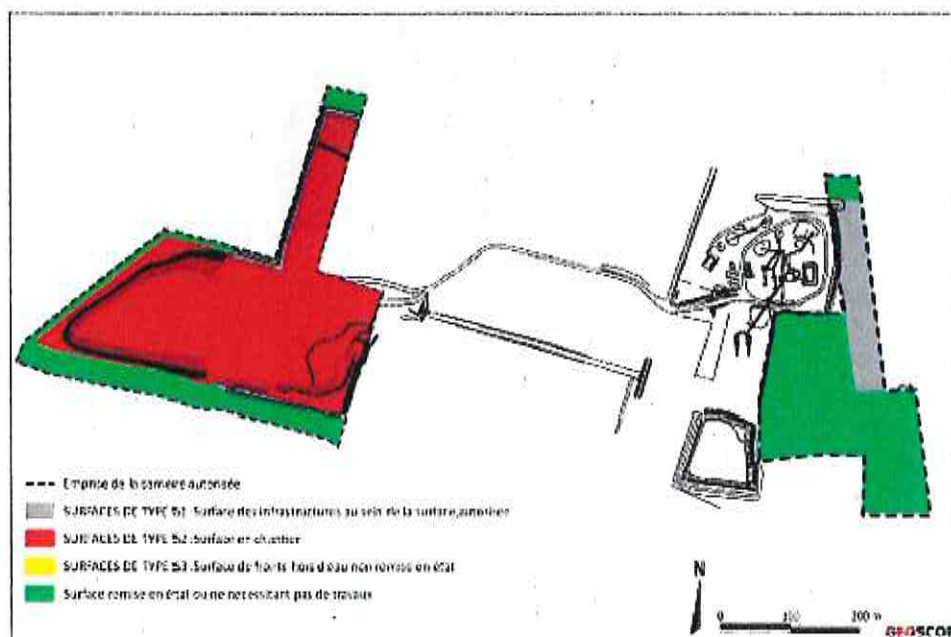 Emprise de la carrière autorisée
SURFACES DE TYPE S1 : Surface des infrastructures au sein de la surface autorisée
SURFACES DE TYPE S2 : Surface en chantier
SURFACES DE TYPE S3 : Surface de fronts hors d'eau non remise en état
Surface remise en état ou ne nécessitant pas de travaux
N
0 100 200 m
GEOSCOP